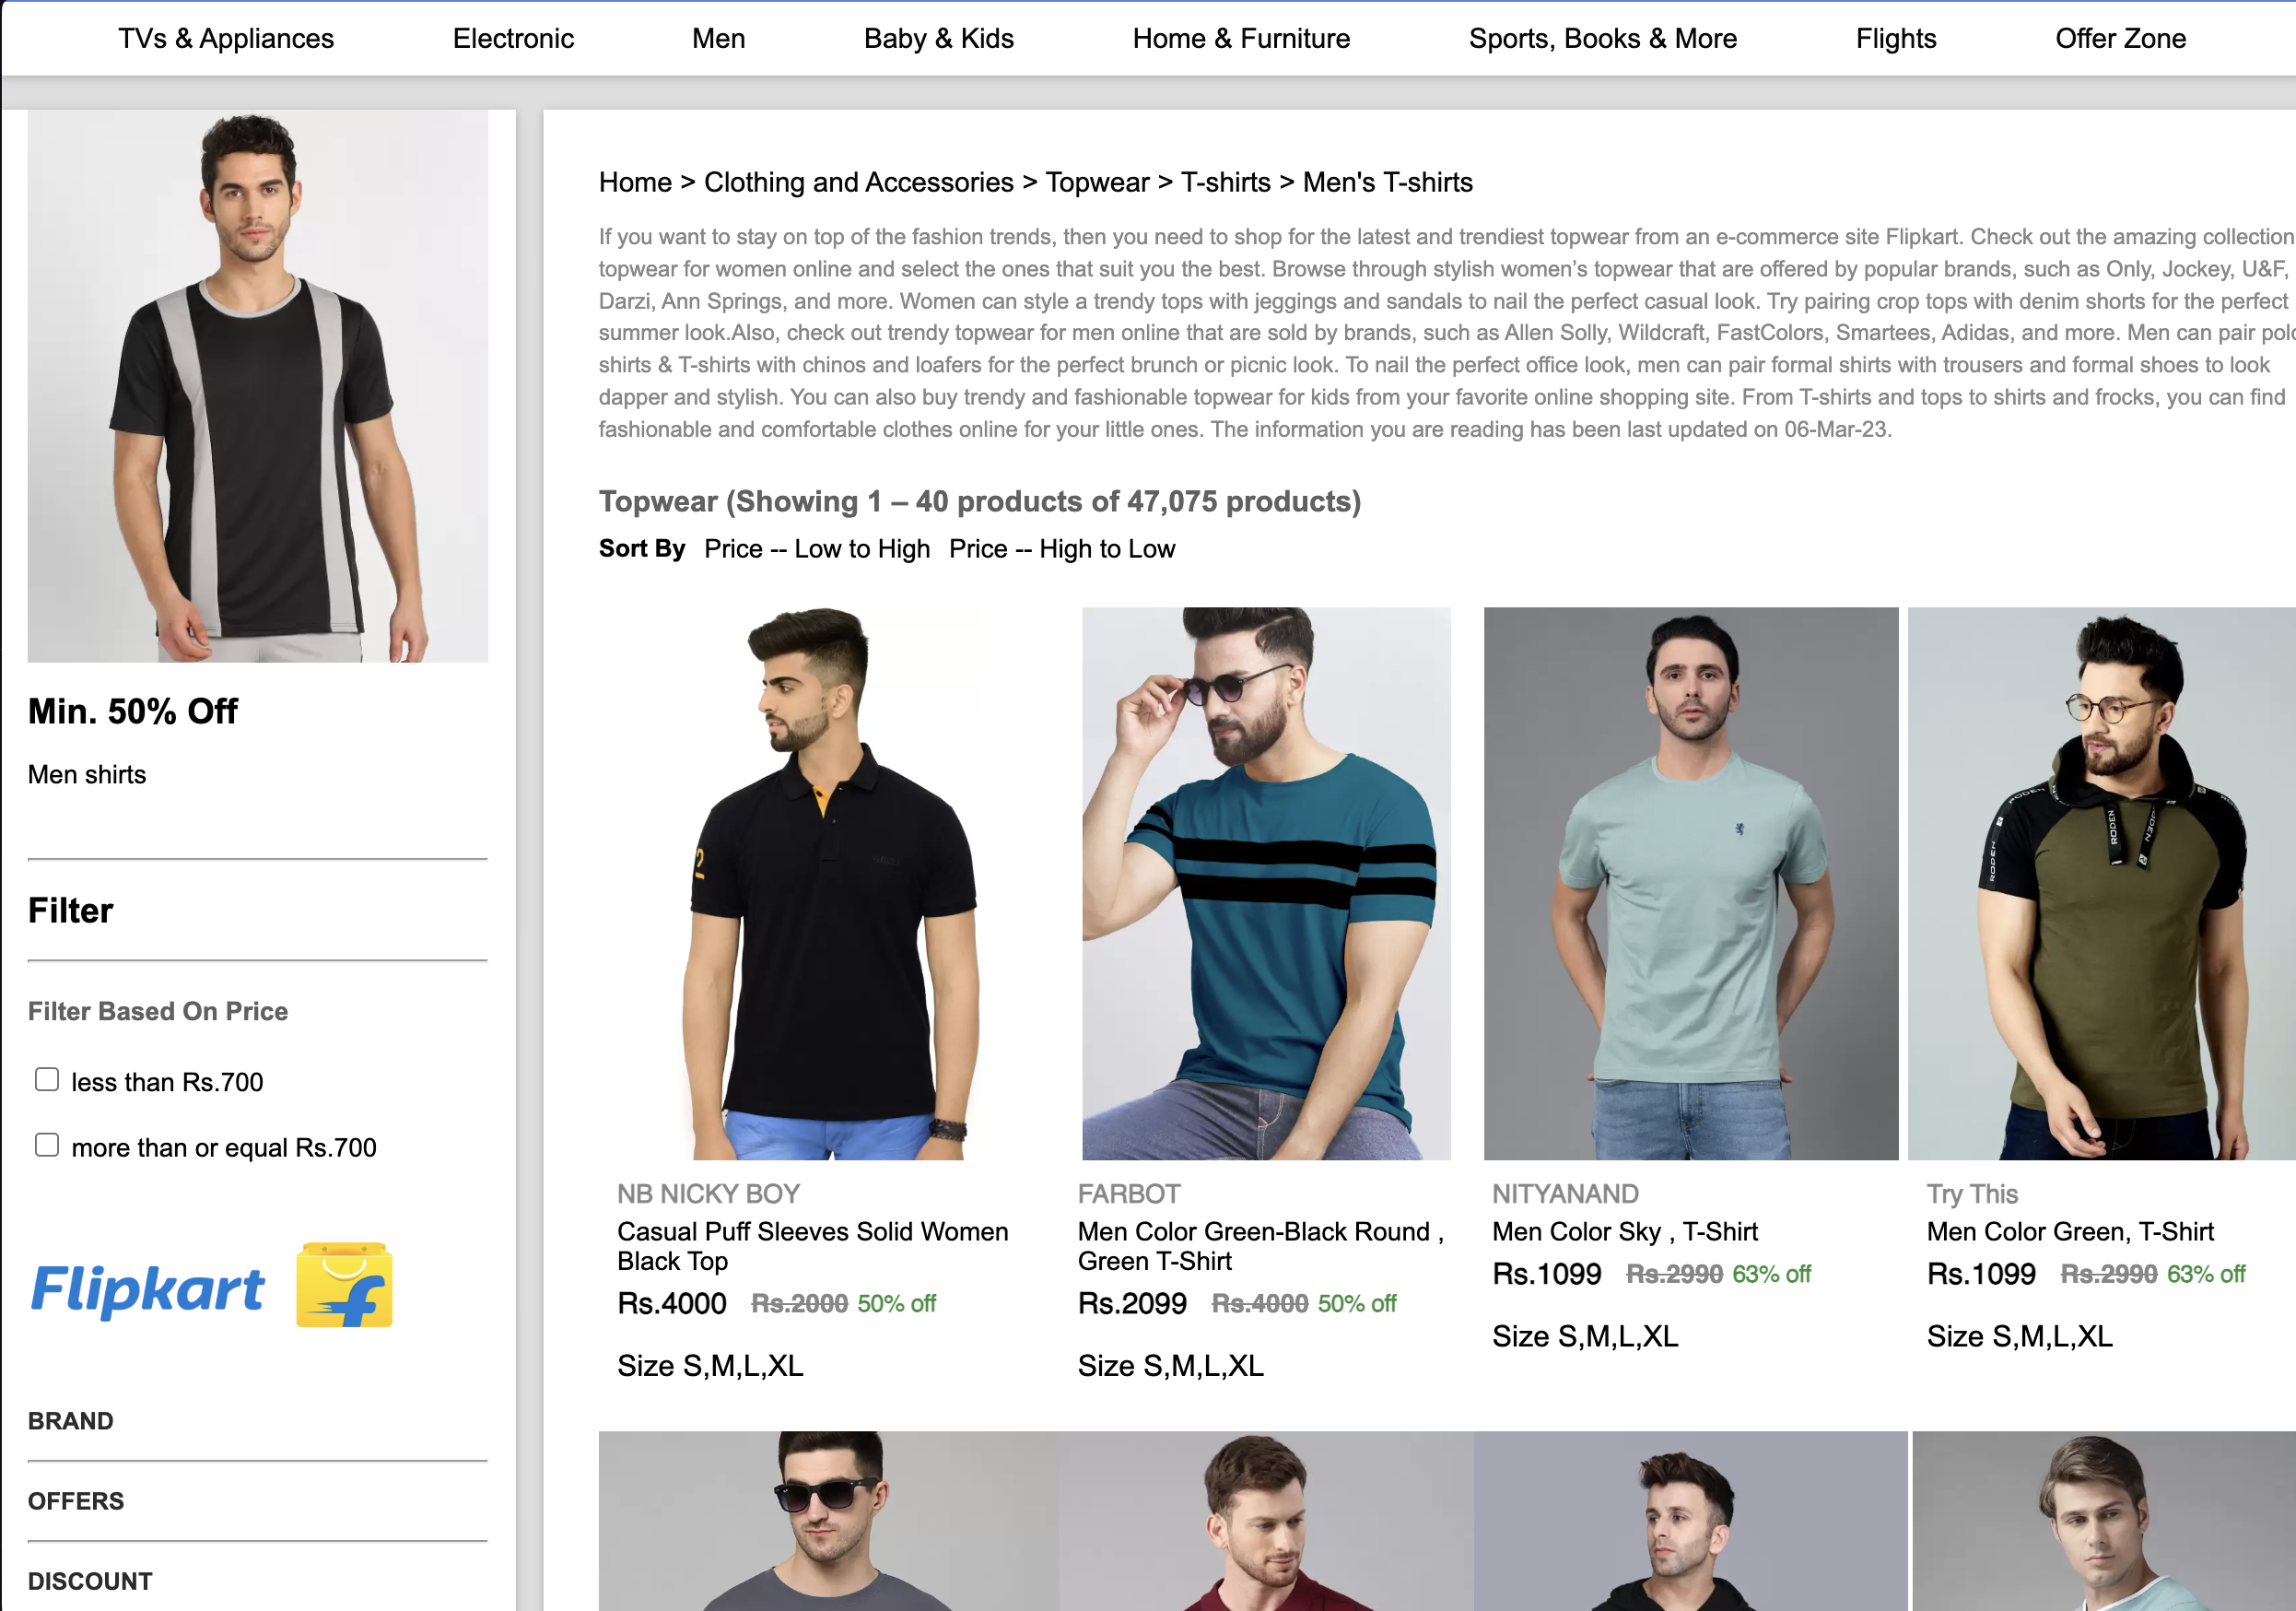 TVs & Appliances Electronic Men Baby & Kids Home & Furniture Sports, Books & More Flights Offer Zone
Min. 50% Off
Men shirts
Filter
Filter Based On Price
less than Rs.700
more than or equal Rs.700
Flipkart
BRAND
OFFERS
DISCOUNT
Home > Clothing and Accessories > Topwear > T-shirts > Men's T-shirts
If you want to stay on top of the fashion trends, then you need to shop for the latest and trendiest topwear from an e-commerce site Flipkart. Check out the amazing collection
topwear for women online and select the ones that suit you the best. Browse through stylish women’s topwear that are offered by popular brands, such as Only, Jockey, U&F,
Darzi, Ann Springs, and more. Women can style a trendy tops with jeggings and sandals to nail the perfect casual look. Try pairing crop tops with denim shorts for the perfect
summer look.Also, check out trendy topwear for men online that are sold by brands, such as Allen Solly, Wildcraft, FastColors, Smartees, Adidas, and more. Men can pair
shirts & T-shirts with chinos and loafers for the perfect brunch or picnic look. To nail the perfect office look, men can pair formal shirts with trousers and formal shoes to look
dapper and stylish. You can also buy trendy and fashionable topwear for kids from your favorite online shopping site. From T-shirts and tops to shirts and frocks, you can find
fashionable and comfortable clothes online for your little ones. The information you are reading has been last updated on 06-Mar-23.
Topwear (Showing 1 – 40 products of 47,075 products)
Sort By Price -- Low to High Price -- High to Low
RODEN RODEN
RODEN RODEN
NB NICKY BOY
Casual Puff Sleeves Solid Women
Black Top
Rs.4000 Rs.2000 50% off
Size S,M,L,XL
FARBOT
Men Color Green-Black Round ,
Green T-Shirt
Rs.2099 Rs.4000 50% off
Size S,M,L,XL
NITYANAND
Men Color Sky , T-Shirt
Rs.1099 Rs.2990 63% off
Size S,M,L,XL
Try This
Men Color Green, T-Shirt
Rs.1099 Rs.2990 63% off
Size S,M,L,XL